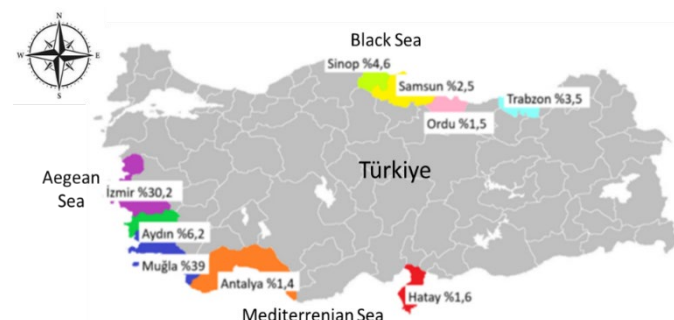 N
W
E
S
Black Sea
Sinop %4,6
Samsun %2,5
Trabzon %3,5
Ordu %1,5
Türkiye
Aegean
Sea
İzmir %30,2
Aydın %6,2
Muğla %39
Antalya %1,4
Hatay %1,6
Mediterrenian Sea